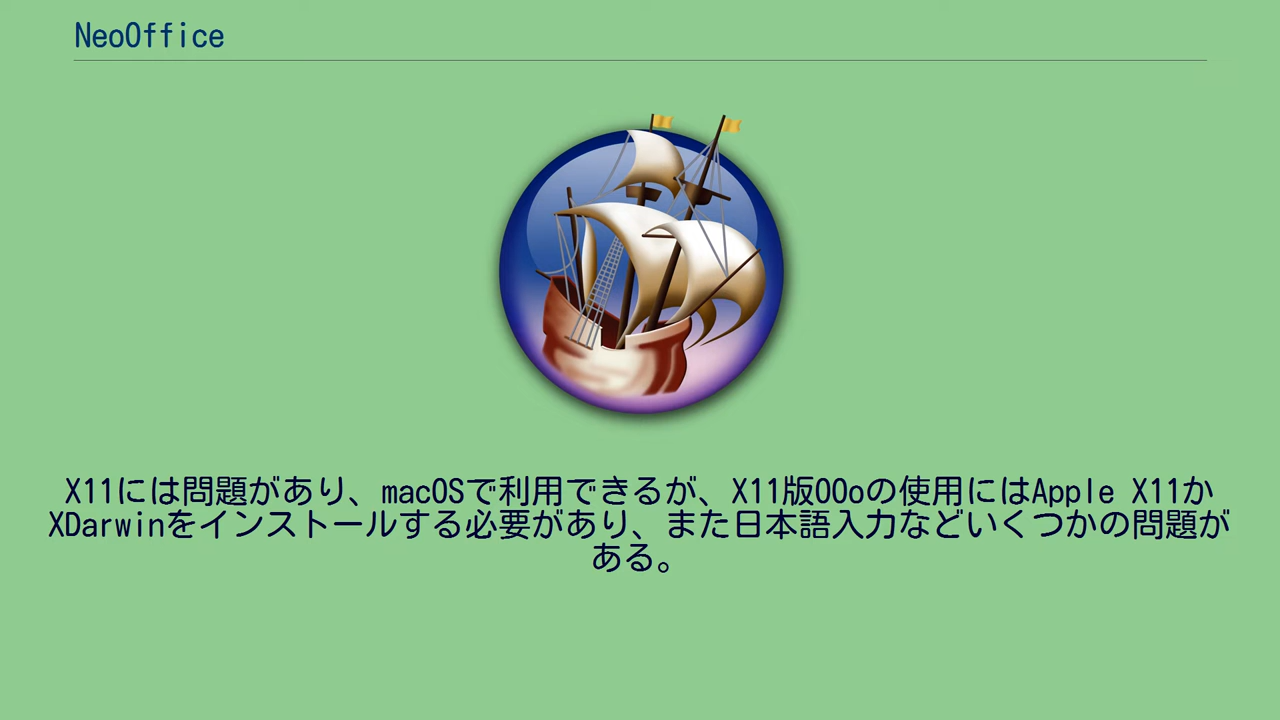 NeoOffice
X11には問題があり、macOSで利用できるが、X11版OOoの使用にはApple X11か
XDarwinをインストールする必要があり、また日本語入力などいくつかの問題が
ある。